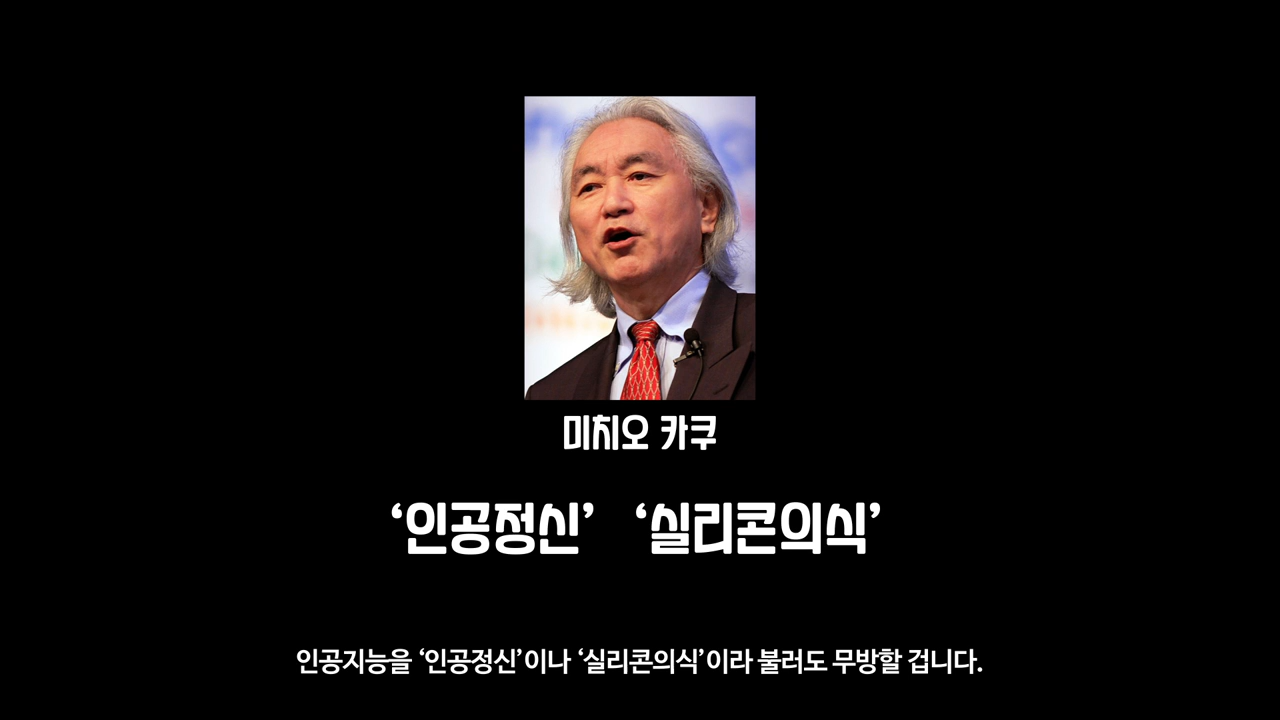 미치오 카쿠
‘인공정신’ ‘실리콘의식’
인공지능을 ‘인공정신’이나 ‘실리콘의식’이라 불러도 무방할 겁니다.